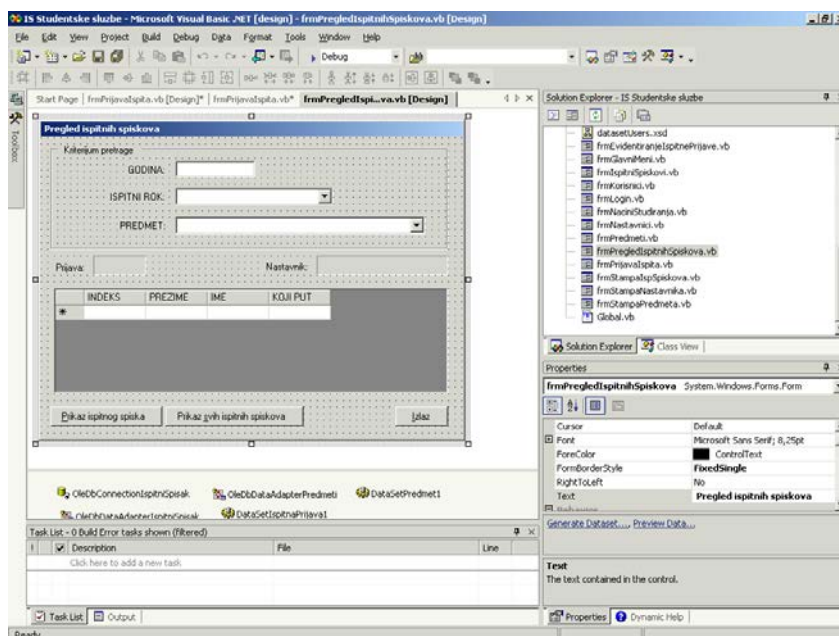 IS Studentske sluzbe - Microsoft Visual Basic .NET [design] - frmPregledIspitnihSpiskova.vb [Design]
File Edit View Project Build Debug Data Format Tools Window Help
Debug
Toolbox
Start Page frmPrijavaIspita.vb [Design]* frmPrijavaIspita.vb* frmPregledIspi...va.vb [Design]
Pregled ispitnih spiskova
Kriterijum pretrage
GODINA:
ISPITNI ROK:
PREDMET:
Prijava: Nastavnik:
INDEKS PREZIME IME KOJI PUT
Prikaz ispitnog spiska Prikaz svih ispitnih spiskova Izlaz
OleDbConnectionIspitniSpisak OleDbDataAdapterPredmeti DataSetPredmet1
OleDbDataAdapterIspitniSpisak DataSetIspitnaPrijava1
Task List - 0 Build Error tasks shown (filtered)
! Description File Line
Click here to add a new task
Task List Output
Ready
Solution Explorer - IS Studentske sluzbe
datasetUsers.xsd
frmEvidentiranjeIspitnePrijave.vb
frmGlavniMeni.vb
frmIspitniSpiskovi.vb
frmKorisnici.vb
frmLogin.vb
frmNaciniStudiranja.vb
frmNastavnici.vb
frmPredmeti.vb
frmPregledIspitnihSpiskova.vb
frmPrijavaIspita.vb
frmStampaIspSpiskova.vb
frmStampaNastavnika.vb
frmStampaPredmeta.vb
Global.vb
Solution Explorer Class View
Properties
frmPregledIspitnihSpiskova System.Windows.Forms.Form
Cursor Default
Font Microsoft Sans Serif; 8,25pt
ForeColor ControlText
FormBorderStyle FixedSingle
RightToLeft No
Text Pregled ispitnih spiskova
Behavior
Generate Dataset..., Preview Data...
Text
The text contained in the control.
Properties Dynamic Help